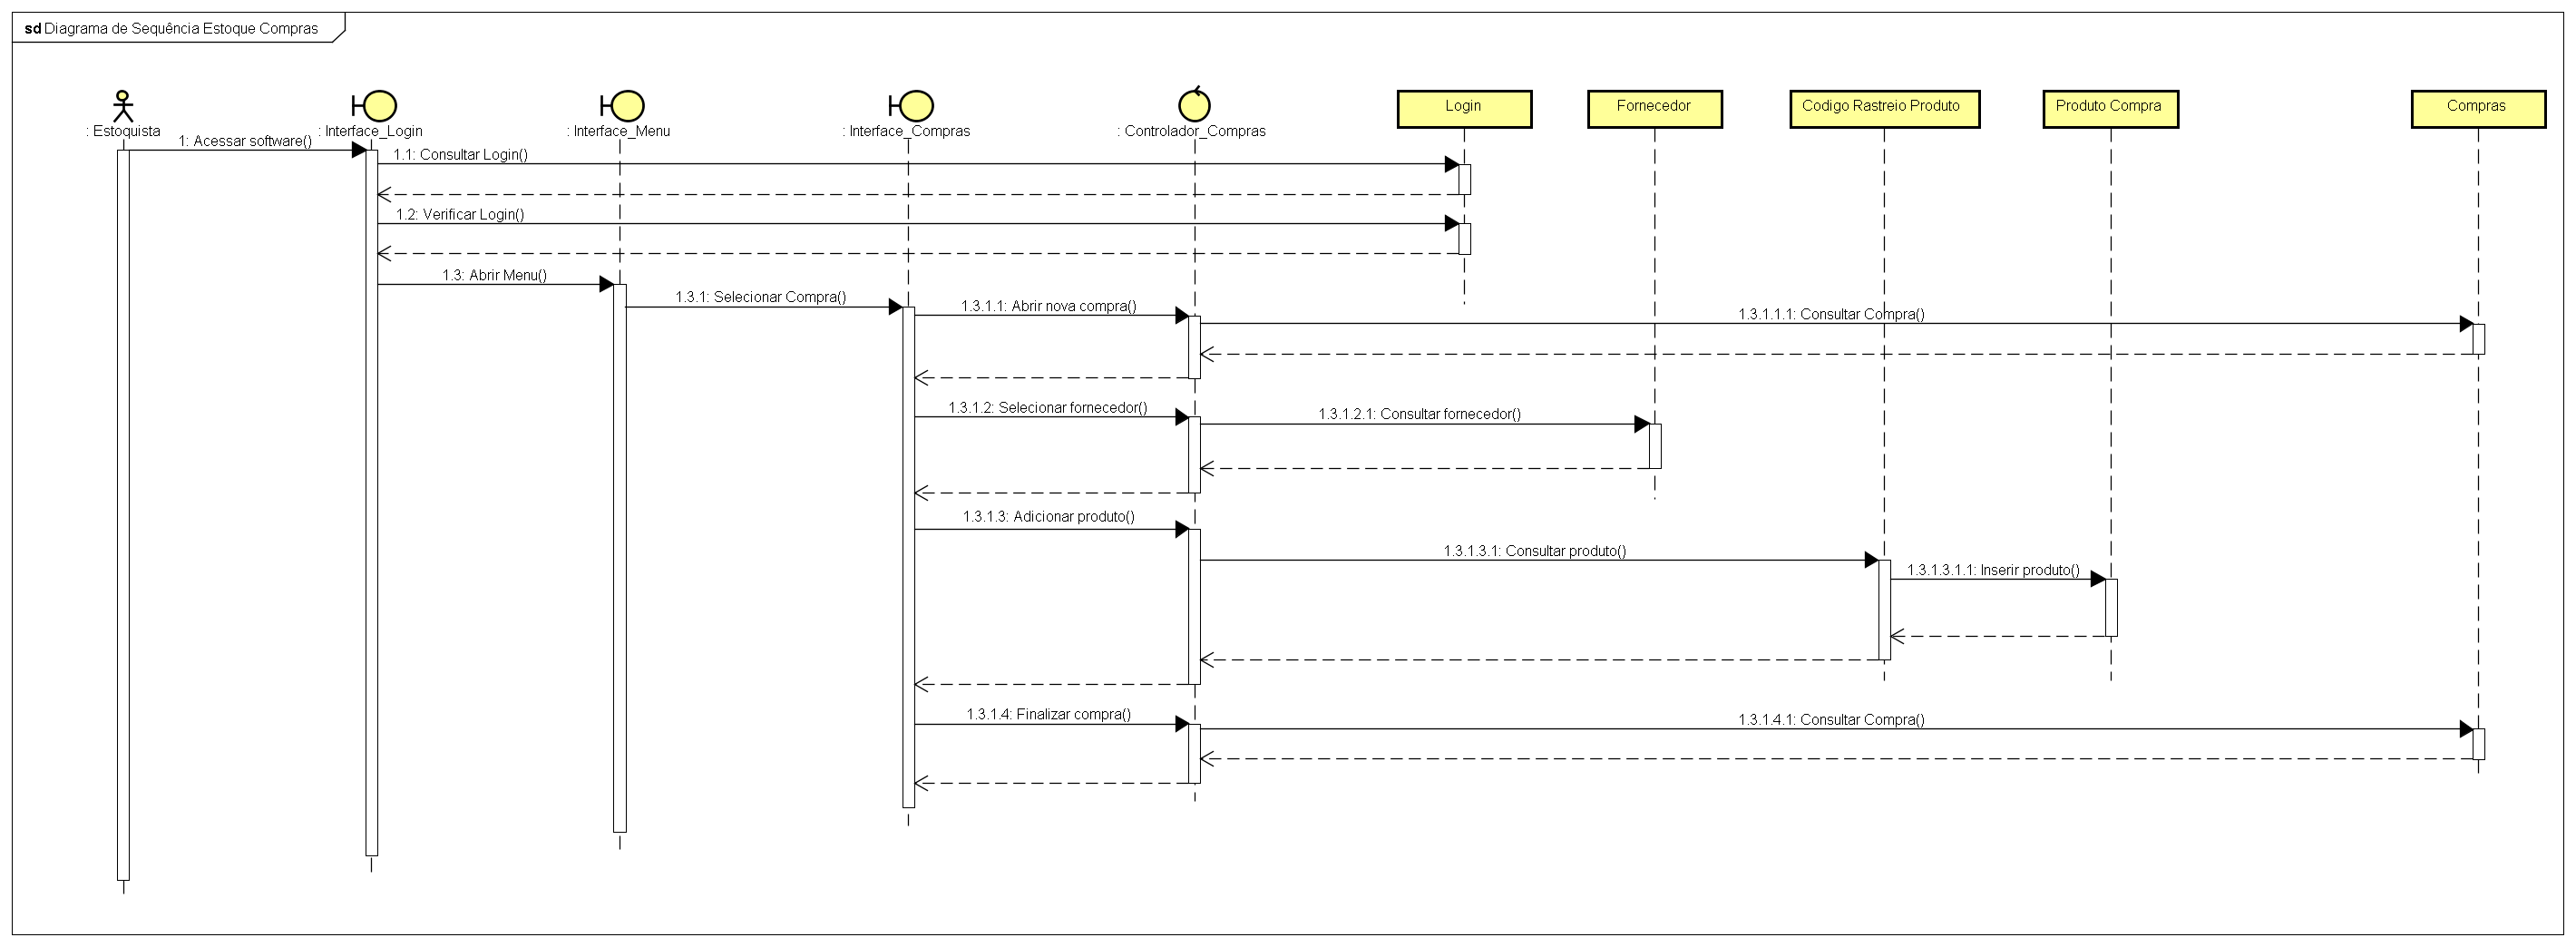 sd Diagrama de Sequência Estoque Compras
: Estoquista
: Interface_Login
: Interface_Menu
: Interface_Compras
: Controlador_Compras
Login
Fornecedor
Codigo Rastreio Produto
Produto Compra
Compras
1: Acessar software()
1.1: Consultar Login()
1.2: Verificar Login()
1.3: Abrir Menu()
1.3.1: Selecionar Compra()
1.3.1.1: Abrir nova compra()
1.3.1.1.1: Consultar Compra()
1.3.1.2: Selecionar fornecedor()
1.3.1.2.1: Consultar fornecedor()
1.3.1.3: Adicionar produto()
1.3.1.3.1: Consultar produto()
1.3.1.3.1.1: Inserir produto()
1.3.1.4: Finalizar compra()
1.3.1.4.1: Consultar Compra()